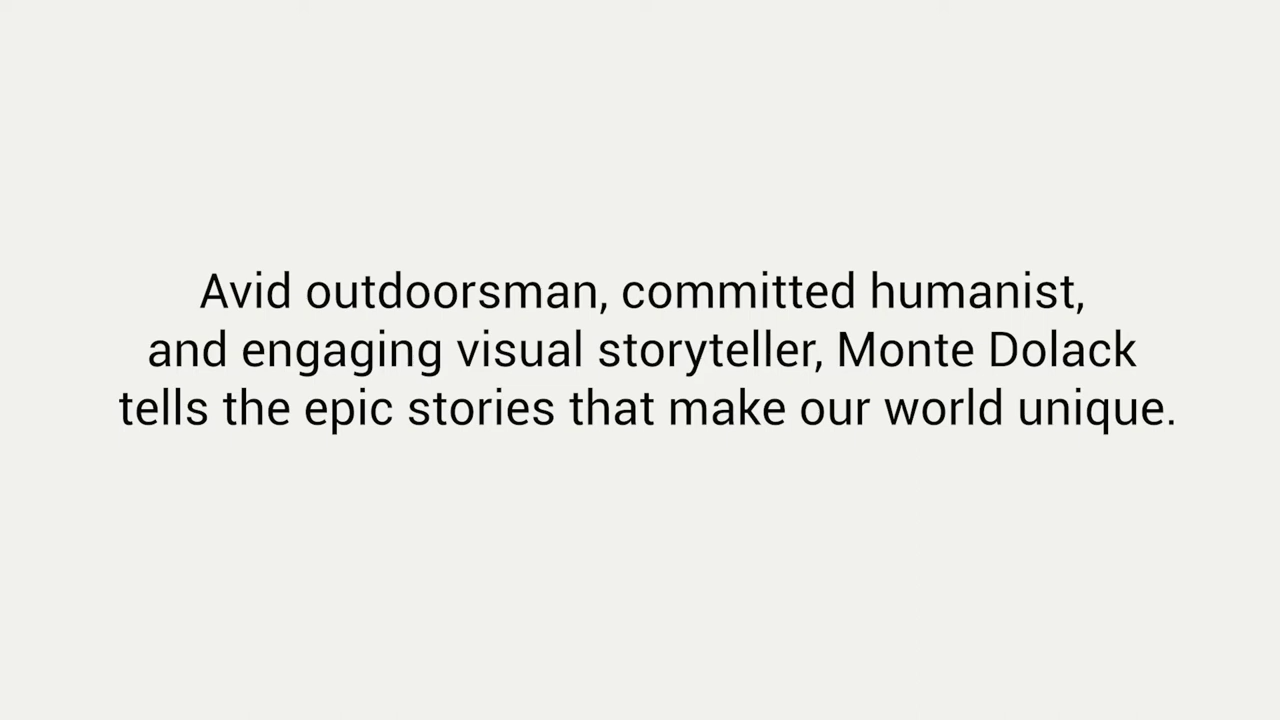 Avid outdoorsman, committed humanist,
and engaging visual storyteller, Monte Dolack
tells the epic stories that make our world unique.